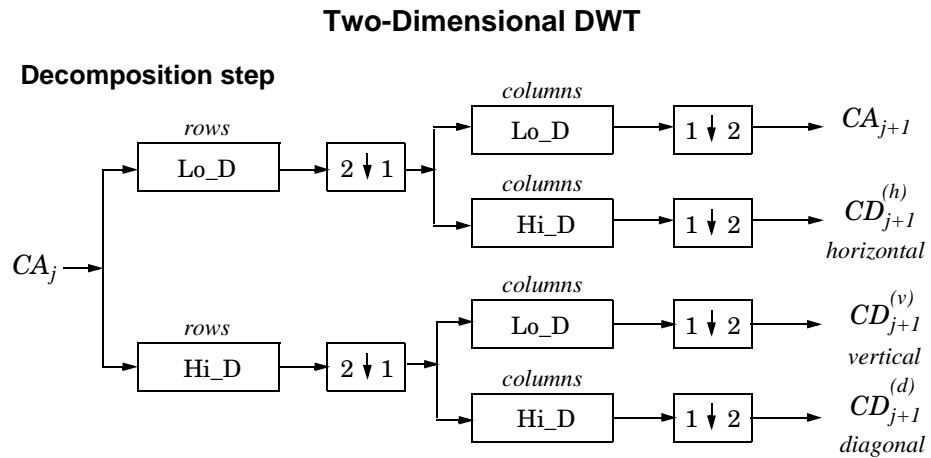 Two-Dimensional DWT
Decomposition step
columns
rows
Lo_D
1 ↓ 2
CA_{j+1}
Lo_D
2 ↓ 1
columns
Hi_D
1 ↓ 2
CD_{j+1}^{(h)}
horizontal
CA_j
columns
rows
Lo_D
1 ↓ 2
CD_{j+1}^{(v)}
vertical
Hi_D
2 ↓ 1
columns
Hi_D
1 ↓ 2
CD_{j+1}^{(d)}
diagonal